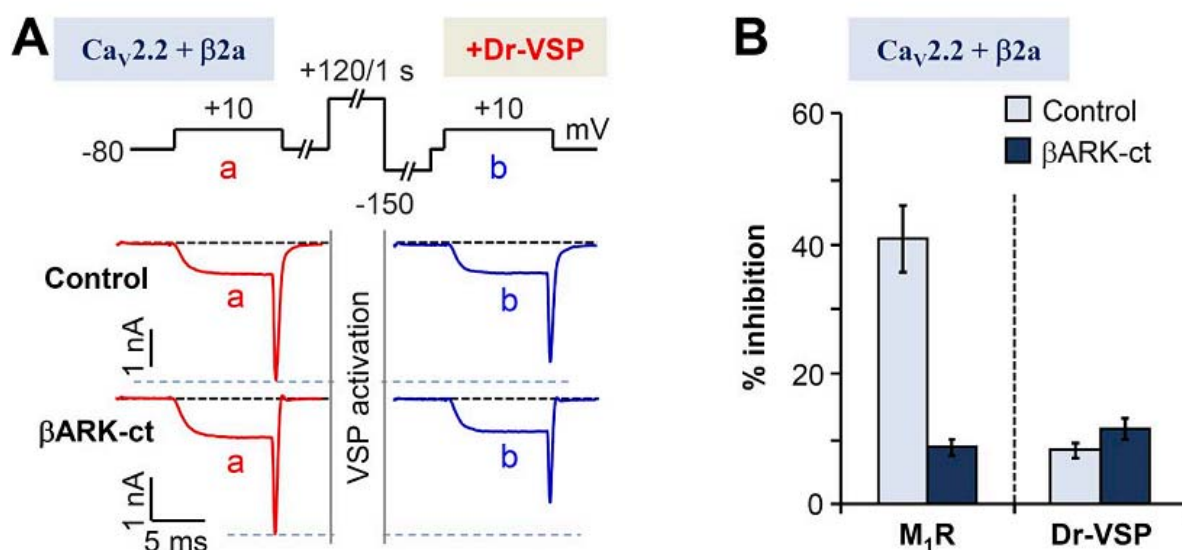 A
Caᵥ2.2 + β2a
+Dr-VSP
+120/1 s
+10
+10
mV
-80
a
b
-150
Control
a
b
1 nA
VSP activation
βARK-ct
a
b
1 nA
5 ms
B
Caᵥ2.2 + β2a
60
40
20
0
% inhibition
Control
βARK-ct
M₁R
Dr-VSP